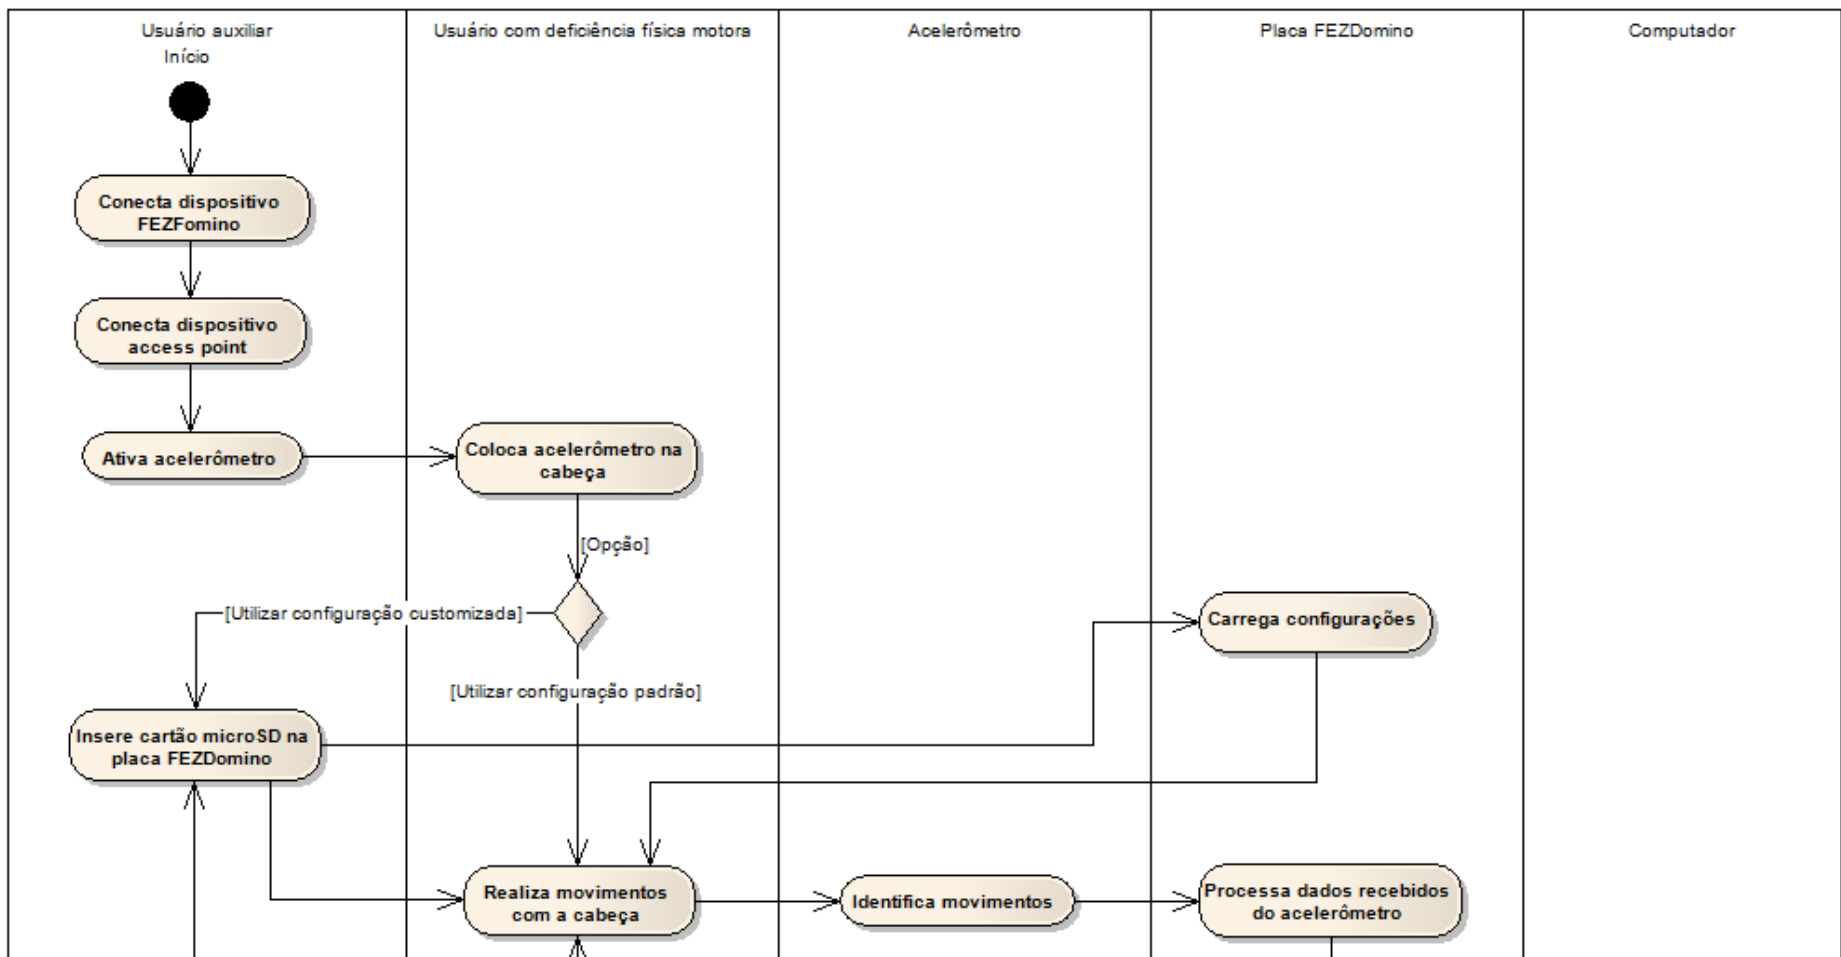 Usuário auxiliar
Usuário com deficiência física motora
Acelerômetro
Placa FEZDomino
Computador
Início
Conecta dispositivo
FEZFomino
Conecta dispositivo
access point
Ativa acelerômetro
Coloca acelerômetro na
cabeça
[Opção]
[Utilizar configuração customizada]
Carrega configurações
[Utilizar configuração padrão]
Insere cartão microSD na
placa FEZDomino
Realiza movimentos
com a cabeça
Identifica movimentos
Processa dados recebidos
do acelerômetro